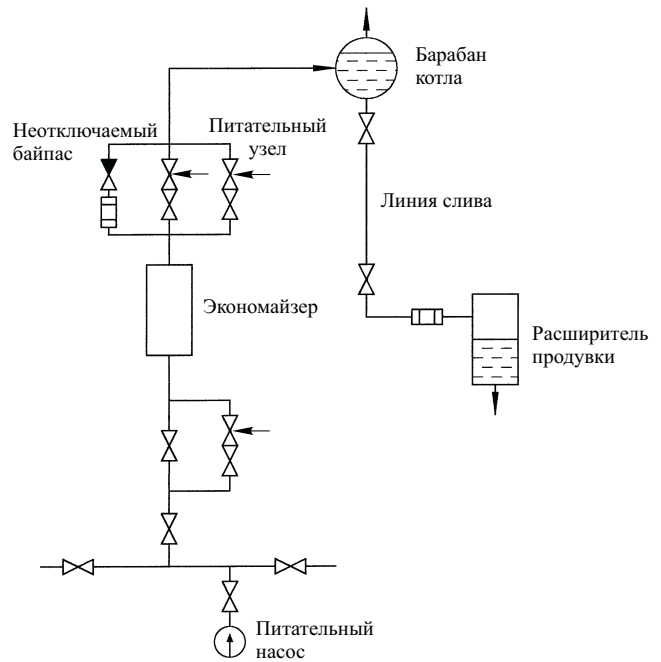 Барабан
котла
Неотключаемый
байпас
Питательный
узел
Линия слива
Экономайзер
Расширитель
продувки
Питательный
насос